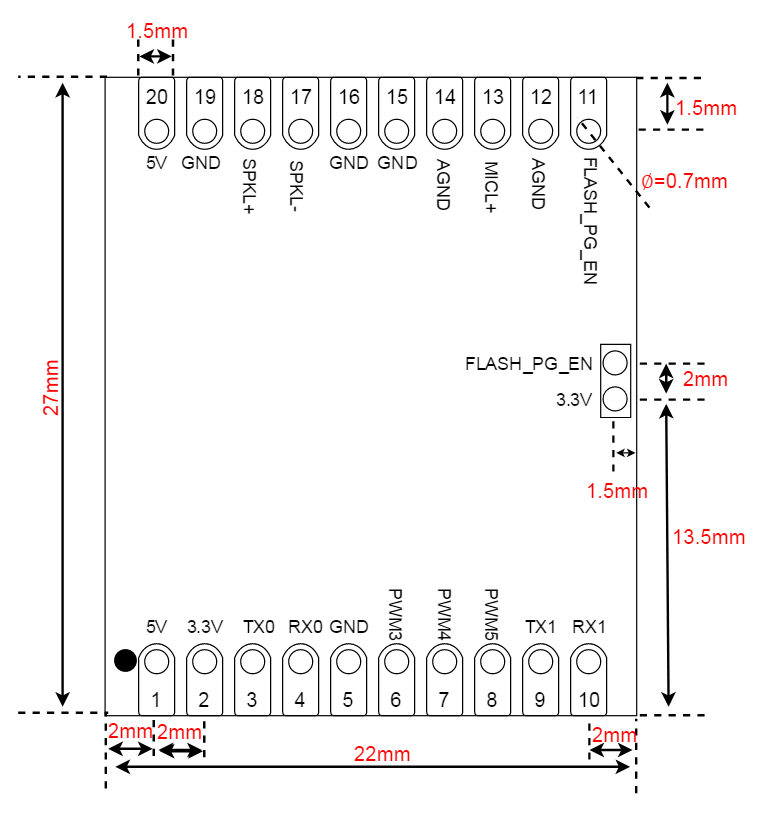 1.5mm
20 19 18 17 16 15 14 13 12 11
1.5mm
5V GND SPKL+ SPKL- GND GND AGND MICL+ AGND FLASH_PG_EN
∅=0.7mm
FLASH_PG_EN
2mm
27mm
3.3V
1.5mm
13.5mm
5V 3.3V TX0 RX0 GND PWM3 PWM4 PWM5 TX1 RX1
1 2 3 4 5 6 7 8 9 10
2mm 2mm 2mm
22mm